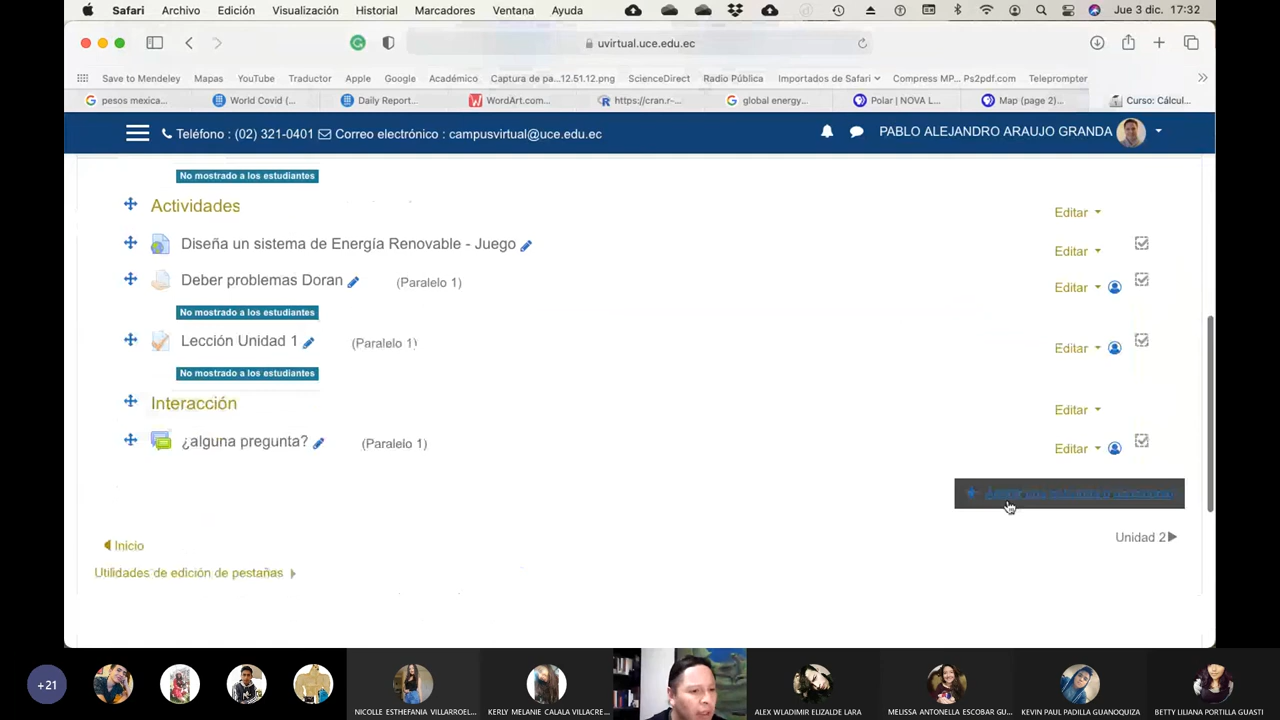 Safari Archivo Edición Visualización Historial Marcadores Ventana Ayuda Jue 3 dic. 17:32
uvirtual.uce.edu.ec
Save to Mendeley Mapas YouTube Traductor Apple Google Académico Captura de pa...12.51.12.png ScienceDirect Radio Pública Importados de Safari Compress MP... Ps2pdf.com Teleprompter
pesos mexica... World Covid (... Daily Report... WordArt.com... https://cran.r-... global energy... Polar | NOVA L... Map (page 2)... Curso: Cálcul...
Teléfono : (02) 321-0401 Correo electrónico : campusvirtual@uce.edu.ec PABLO ALEJANDRO ARAUJO GRANDA
No mostrado a los estudiantes
Actividades Editar
Diseña un sistema de Energía Renovable - Juego Editar
Deber problemas Doran (Paralelo 1) Editar
No mostrado a los estudiantes
Lección Unidad 1 (Paralelo 1) Editar
No mostrado a los estudiantes
Interacción Editar
¿alguna pregunta? (Paralelo 1) Editar
Unidad 2
Inicio
Utilidades de edición de pestañas
+21 NICOLLE ESTHEFANIA VILLARROEL... KERLY MELANIE CALALA VILLACRE... ALEX WLADIMIR ELIZALDE LARA MELISSA ANTONELLA ESCOBAR GU... KEVIN PAUL PADILLA GUANOQUIZA BETTY LILIANA PORTILLA GUASTI